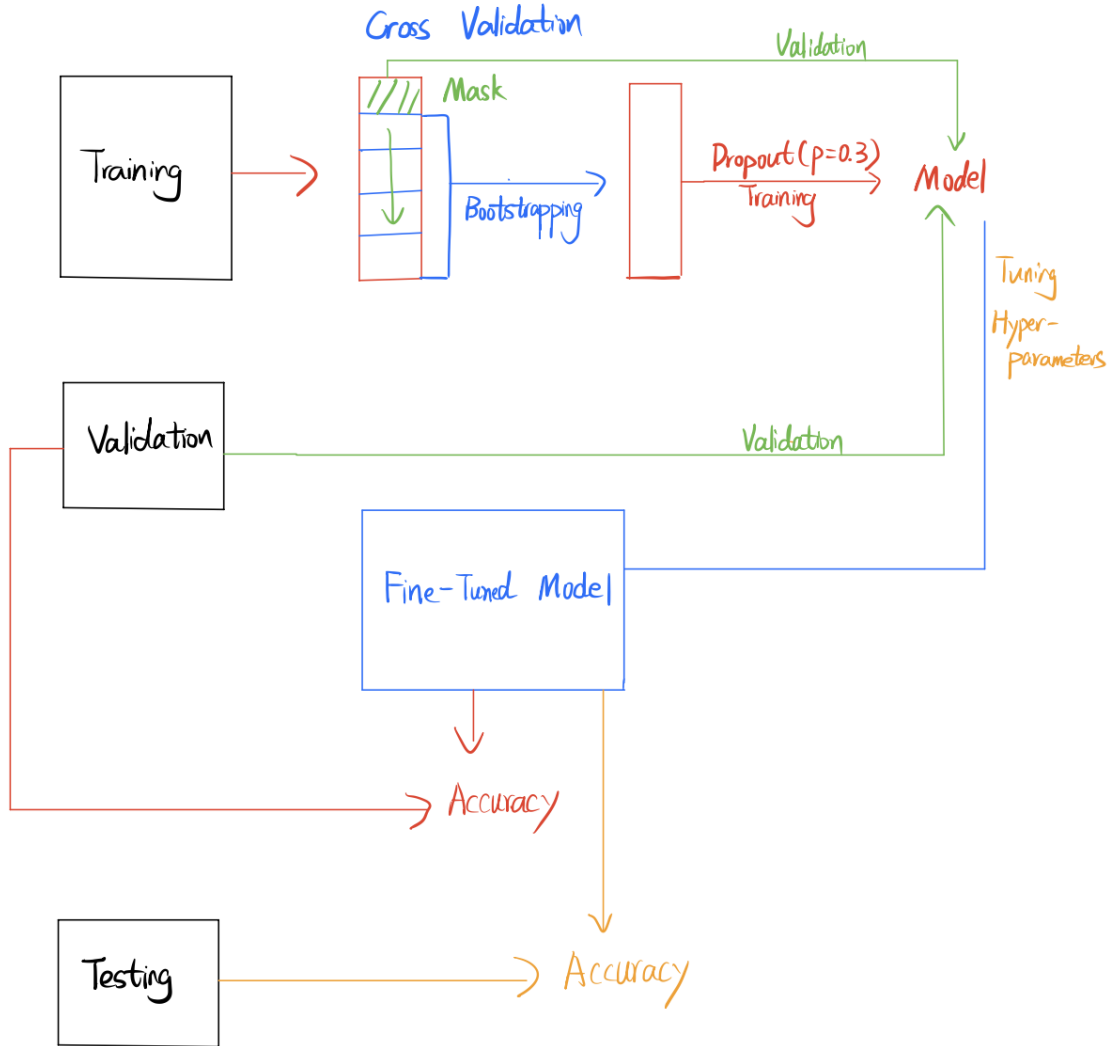 Cross Validation
Validation
Mask
Training
Dropout(p=0.3)
Model
Training
Bootstrapping
Tuning
Hyper-
parameters
Validation
Validation
Fine-Tuned Model
Accuracy
Testing
Accuracy